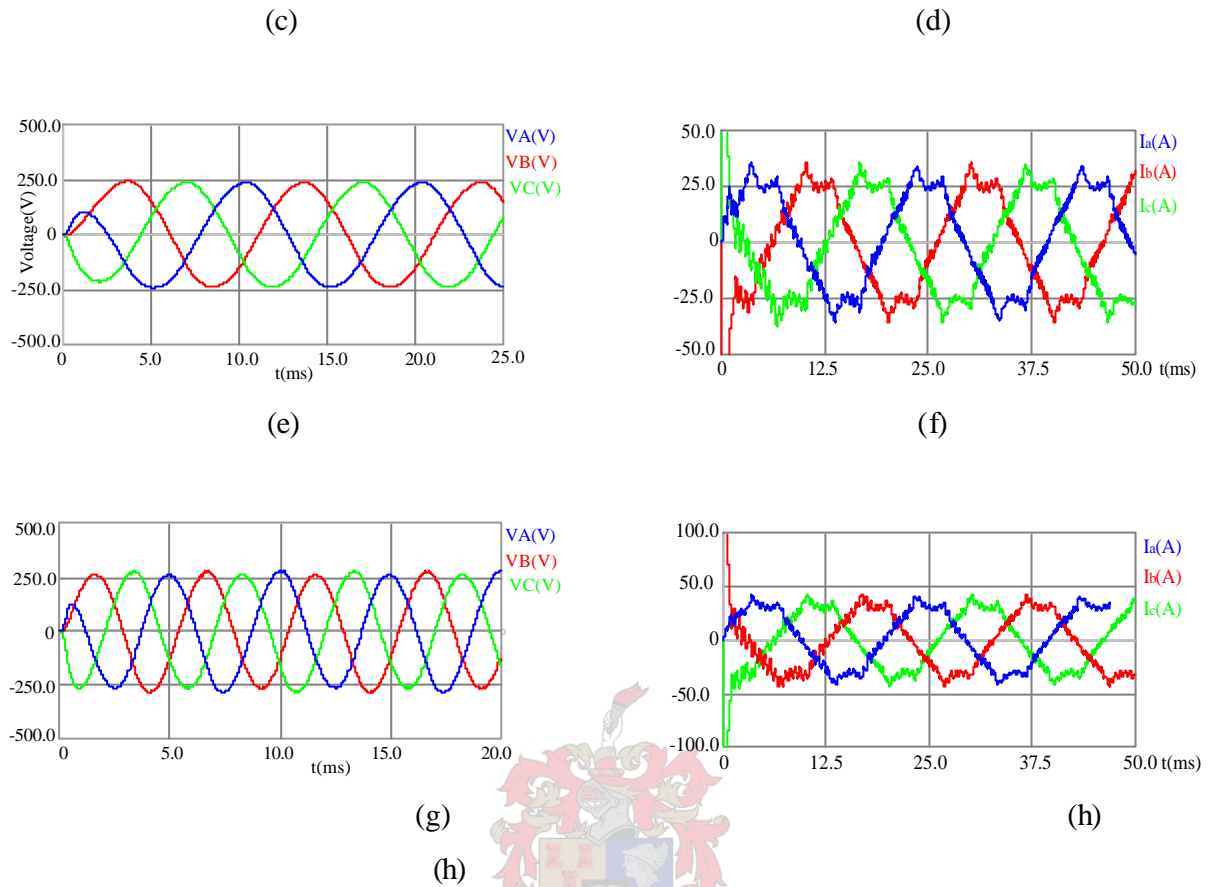 (c)
(d)
500.0
250.0
0
-250.0
-500.0
Voltage(V)
0
5.0
10.0
15.0
20.0
25.0
t(ms)
VA(V)
VB(V)
VC(V)
50.0
25.0
0
-25.0
-50.0
0
12.5
25.0
37.5
50.0 t(ms)
Ia(A)
Ib(A)
Ic(A)
(e)
(f)
500.0
250.0
0
-250.0
-500.0
0
5.0
10.0
15.0
20.0
t(ms)
VA(V)
VB(V)
VC(V)
100.0
50.0
0
-50.0
-100.0
0
12.5
25.0
37.5
50.0 t(ms)
Ia(A)
Ib(A)
Ic(A)
(g)
(h)
(h)